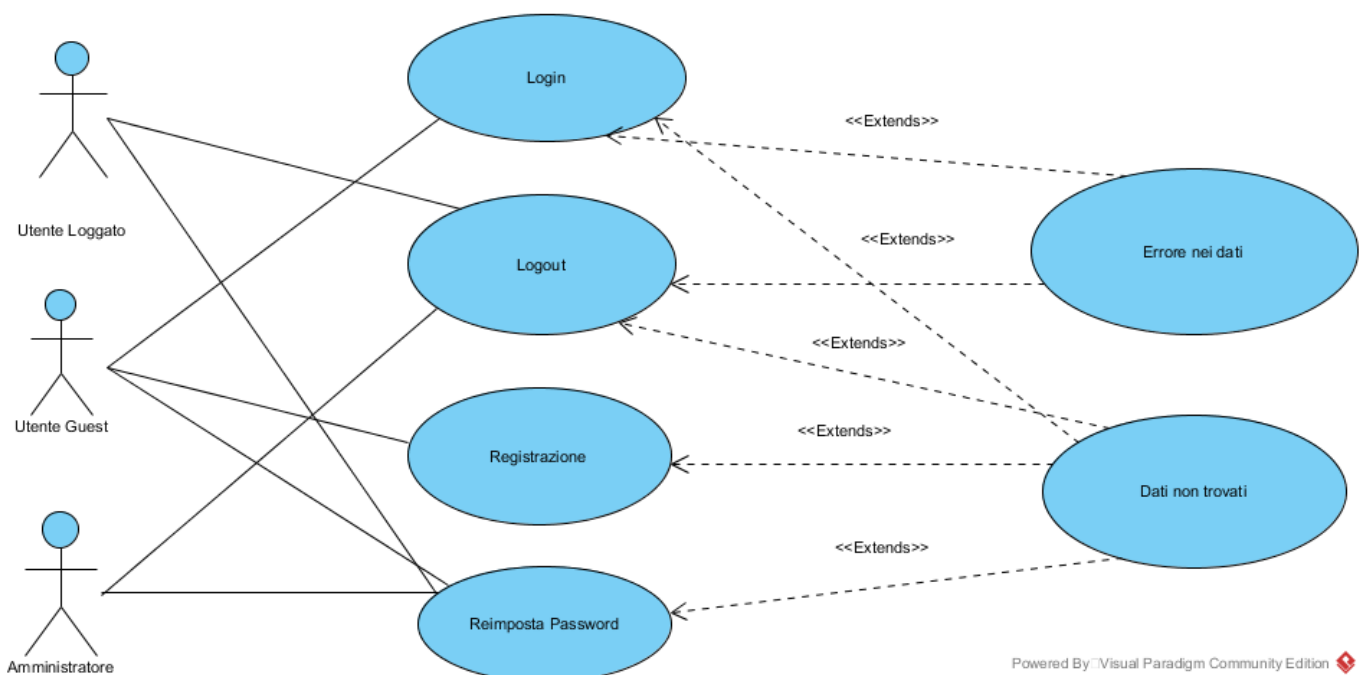 Login
<<Extends>>
Utente Loggato
<<Extends>>
Errore nei dati
Logout
<<Extends>>
Utente Guest
<<Extends>>
Registrazione
Dati non trovati
<<Extends>>
Reimposta Password
Amministratore
Powered By Visual Paradigm Community Edition